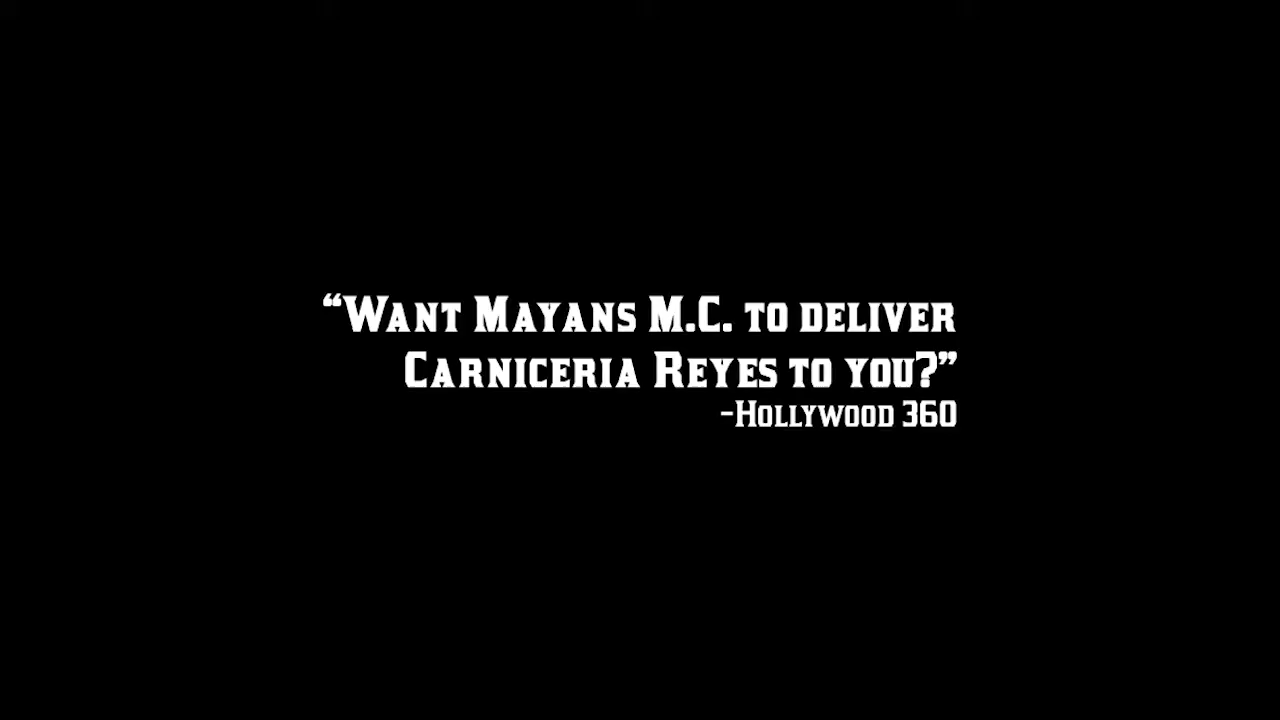 “Want Mayans M.C. to deliver
Carniceria Reyes to you?”
-Hollywood 360